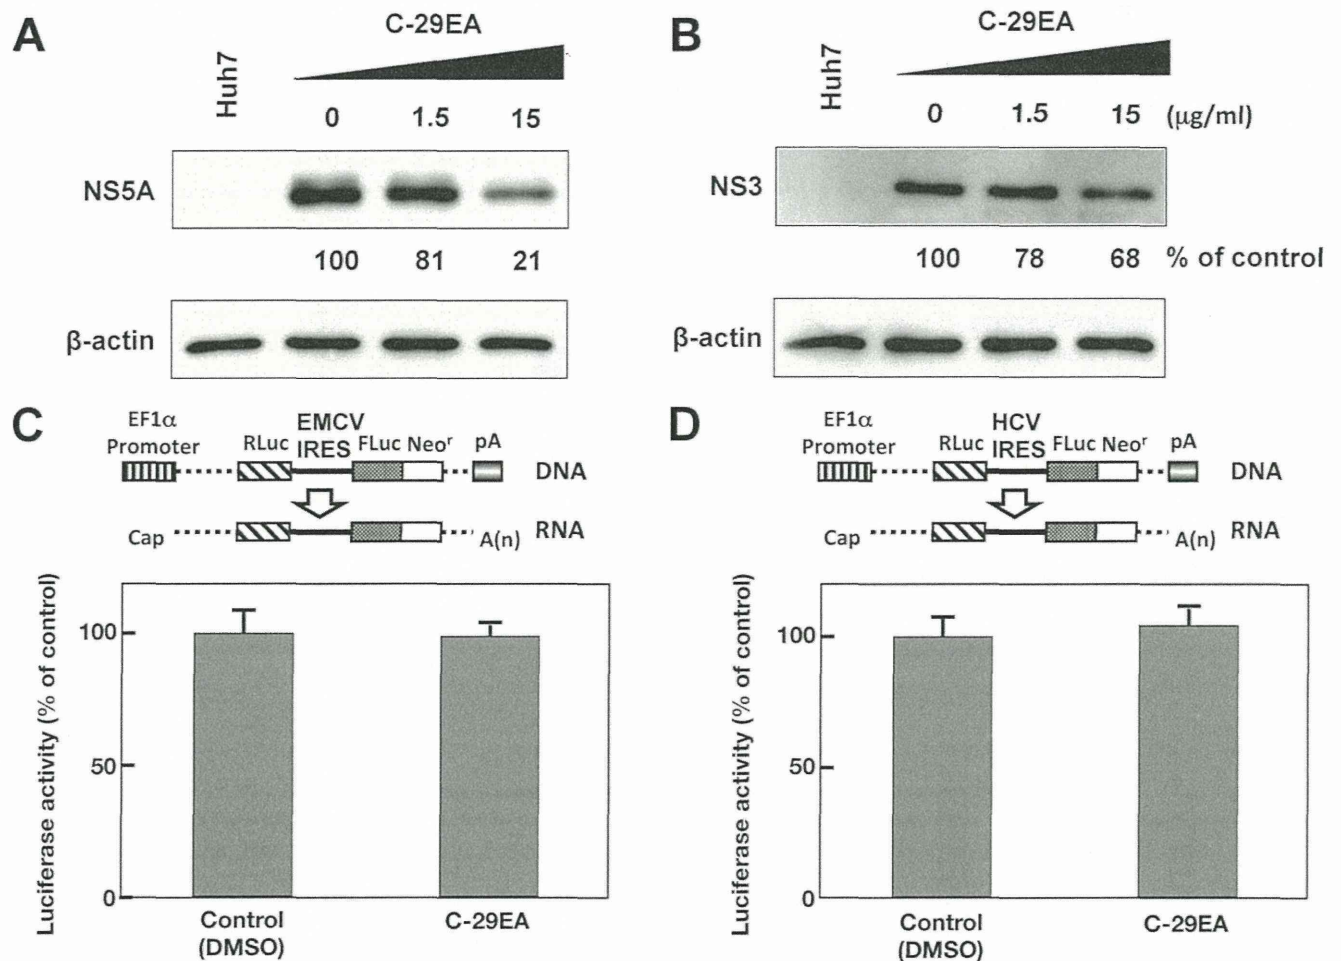 A
C-29EA
Huh7
0 1.5 15
NS5A
100 81 21
β-actin
B
C-29EA
Huh7
0 1.5 15 (μg/ml)
NS3
100 78 68 % of control
β-actin
C
EF1α
Promoter
RLuc
EMCV
IRES
FLuc Neoʳ pA
DNA
Cap
A(n) RNA
Luciferase activity (% of control)
100
50
0
Control
(DMSO)
C-29EA
D
EF1α
Promoter
RLuc
HCV
IRES
FLuc Neoʳ pA
DNA
Cap
A(n) RNA
Luciferase activity (% of control)
100
50
0
Control
(DMSO)
C-29EA